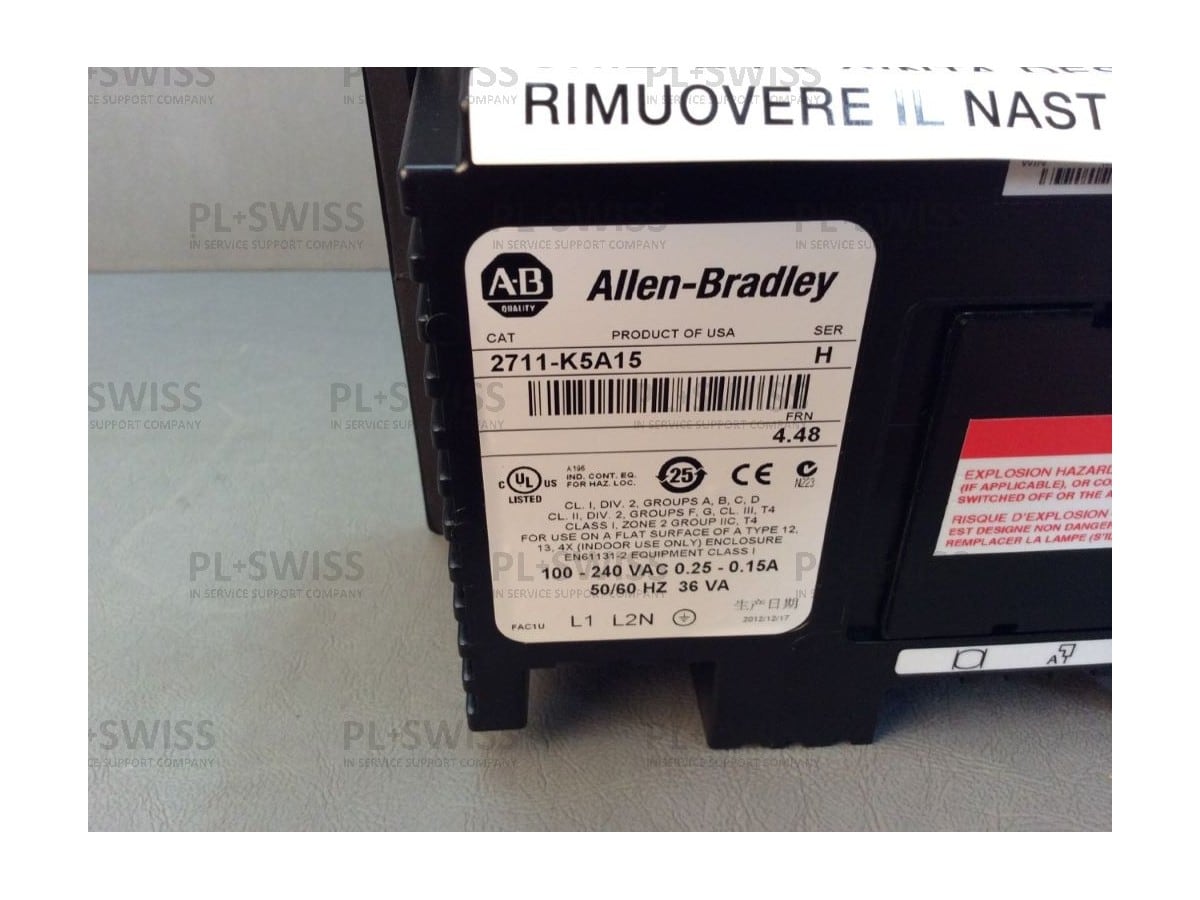 RIMUOVERE IL NAST
A-B
QUALITY
Allen-Bradley
CAT PRODUCT OF USA SER
2711-K5A15 H
FRN
4.48
C UL US
LISTED
A196
IND. CONT. EQ.
FOR HAZ. LOC.
25
CE
N223
CL. I, DIV. 2, GROUPS A, B, C, D
CL. II, DIV. 2, GROUPS F, G, CL. III, T4
CLASS I, ZONE 2 GROUP IIC, T4
FOR USE ON A FLAT SURFACE OF A TYPE 12,
13, 4X (INDOOR USE ONLY) ENCLOSURE
EN61131-2 EQUIPMENT CLASS I
100 - 240 VAC 0.25 - 0.15A
50/60 HZ 36 VA
生产日期
FAC1U L1 L2N 2012/12/17
EXPLOSION HAZARD
(IF APPLICABLE), OR CO
SWITCHED OFF OR THE A
RISQUE D'EXPLOSION
EST DESIGNE NON DANGER
REMPLACER LA LAMPE (S'IL
PL+SWISS
IN SERVICE SUPPORT COMPANY